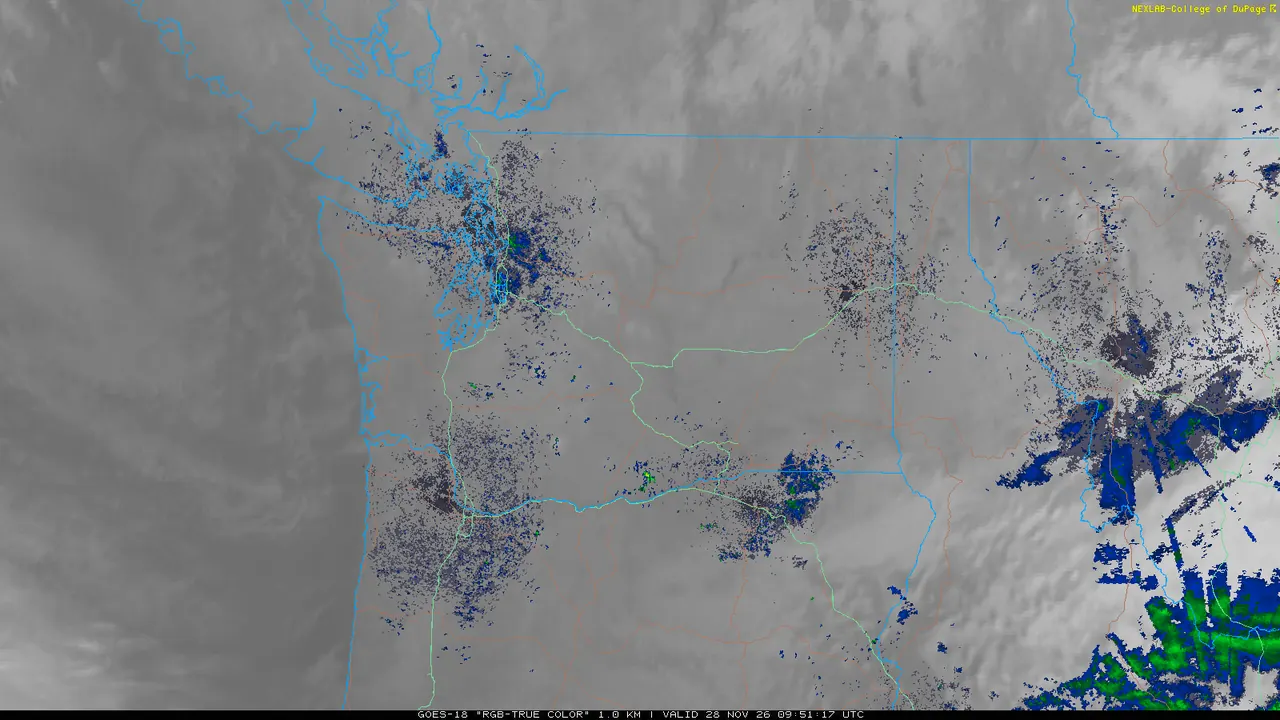 NEXLAB-College of DuPage
GOES-18 "RGB-TRUE COLOR" 1.0 KM | VALID 28 NOV 26 09:51:17 UTC